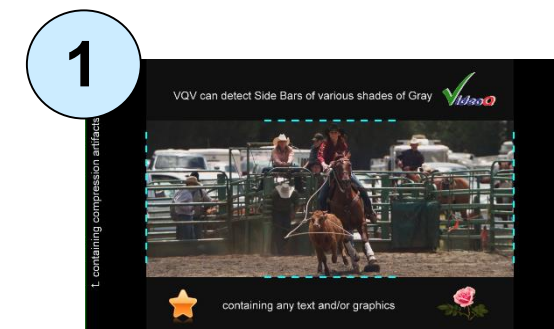 1
VQV can detect Side Bars of various shades of Gray
VideoQ
t. containing compression artifacts
containing any text and/or graphics